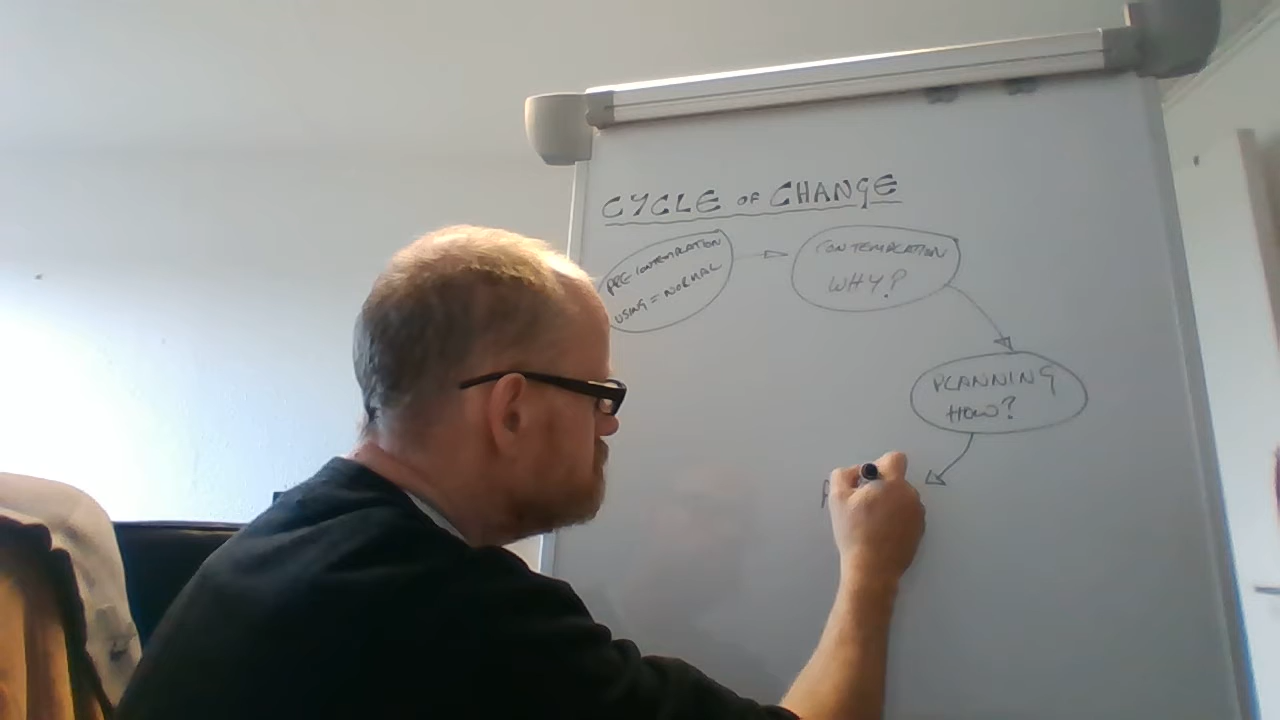 CYCLE OF CHANGE
PRE CONTEMPLATION
USING = NORMAL
CONTEMPLATION
WHY?
PLANNING
HOW?